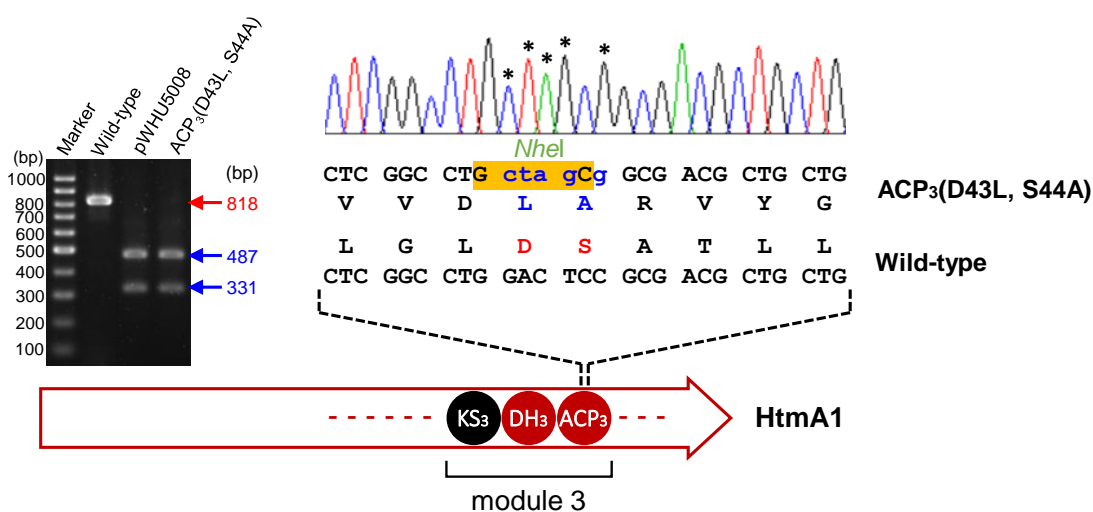 Marker
Wild-type
pWHU5008
ACP₃(D43L, S44A)
(bp)
1000
800
700
600
500
400
300
200
100
(bp)
818
487
331
* * * * *
NheI
CTC GGC CTG cta gCg GCG ACG CTG CTG
V V D L A R V Y G
ACP₃(D43L, S44A)
L G L D S A T L L
CTC GGC CTG GAC TCC GCG ACG CTG CTG
Wild-type
KS₃ DH₃ ACP₃
HtmA1
module 3